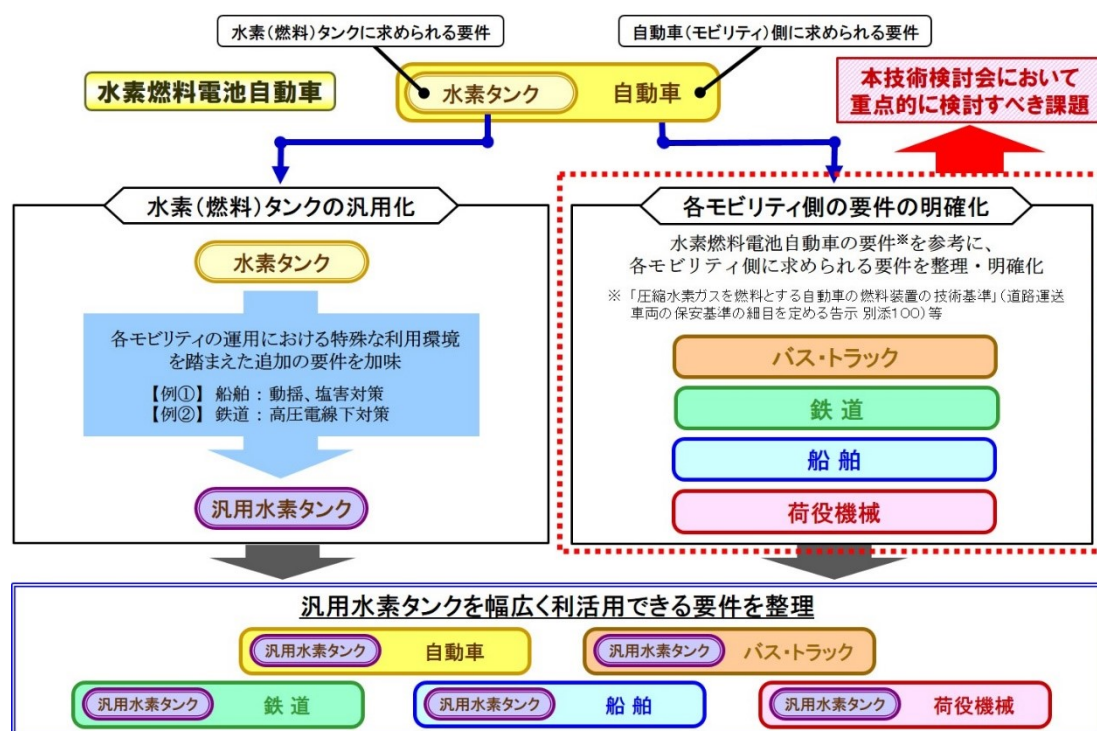 水素(燃料)タンクに求められる要件
自動車(モビリティ)側に求められる要件
水素燃料電池自動車
水素タンク
自動車
本技術検討会において
重点的に検討すべき課題
水素(燃料)タンクの汎用化
水素タンク
各モビリティの運用における特殊な利用環境
を踏まえた追加の要件を加味
【例①】 船舶 : 動揺、塩害対策
【例②】 鉄道 : 高圧電線下対策
汎用水素タンク
各モビリティ側の要件の明確化
水素燃料電池自動車の要件※を参考に、
各モビリティ側に求められる要件を整理・明確化
※ 「圧縮水素ガスを燃料とする自動車の燃料装置の技術基準」(道路運送
車両の保安基準の細目を定める告示 別添100)等
バス・トラック
鉄 道
船 舶
荷役機械
汎用水素タンクを幅広く利活用できる要件を整理
汎用水素タンク 自動車
汎用水素タンク バス・トラック
汎用水素タンク 鉄 道
汎用水素タンク 船 舶
汎用水素タンク 荷役機械